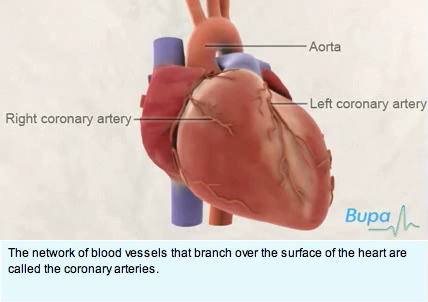 Aorta
Left coronary artery
Right coronary artery
Bupa
The network of blood vessels that branch over the surface of the heart are
called the coronary arteries.